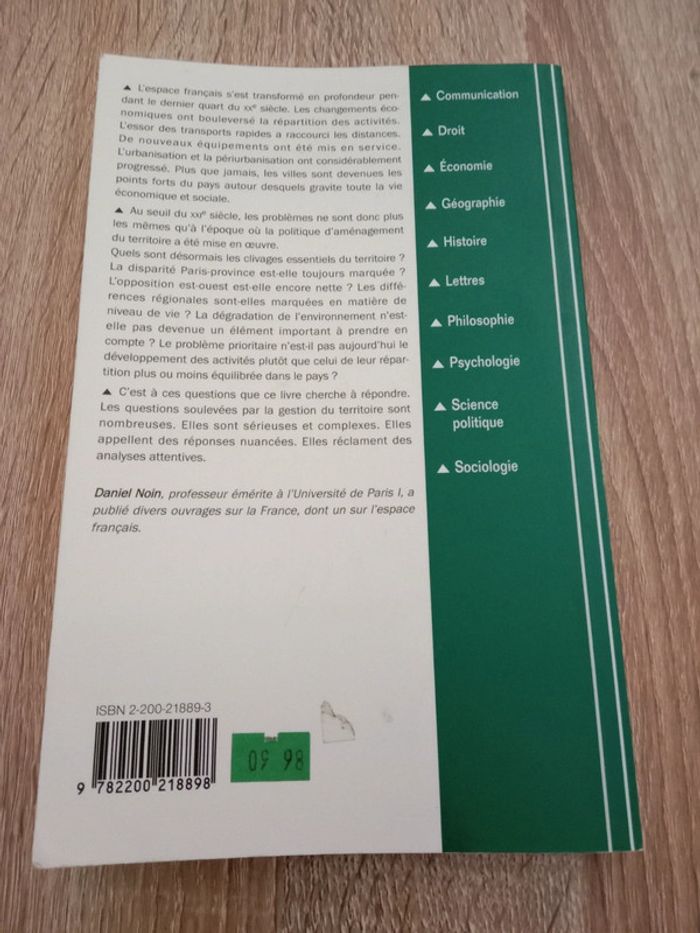 ▲ L'espace français s'est transformé en profondeur pen-
dant le dernier quart du XXe siècle. Les changements éco-
nomiques ont bouleversé la répartition des activités.
L'essor des transports rapides a raccourci les distances.
De nouveaux équipements ont été mis en service.
L'urbanisation et la périurbanisation ont considérablement
progressé. Plus que jamais, les villes sont devenues les
points forts du pays autour desquels gravite toute la vie
économique et sociale.
▲ Au seuil du XXIe siècle, les problèmes ne sont donc plus
les mêmes qu'à l'époque où la politique d'aménagement
du territoire a été mise en œuvre.
Quels sont désormais les clivages essentiels du territoire ?
La disparité Paris-province est-elle toujours marquée ?
L'opposition est-ouest est-elle encore nette ? Les diffé-
rences régionales sont-elles marquées en matière de
niveau de vie ? La dégradation de l'environnement n'est-
elle pas devenue un élément important à prendre en
compte ? Le problème prioritaire n'est-il pas aujourd'hui le
développement des activités plutôt que celui de leur répar-
tition plus ou moins équilibrée dans le pays ?
▲ C'est à ces questions que ce livre cherche à répondre.
Les questions soulevées par la gestion du territoire sont
nombreuses. Elles sont sérieuses et complexes. Elles
appellent des réponses nuancées. Elles réclament des
analyses attentives.
Daniel Noin, professeur émérite à l'Université de Paris I, a
publié divers ouvrages sur la France, dont un sur l'espace
français.
ISBN 2-200-21889-3
9 782200 218898
09 98
▲ Communication
▲ Droit
▲ Économie
▲ Géographie
▲ Histoire
▲ Lettres
▲ Philosophie
▲ Psychologie
▲ Science
politique
▲ Sociologie